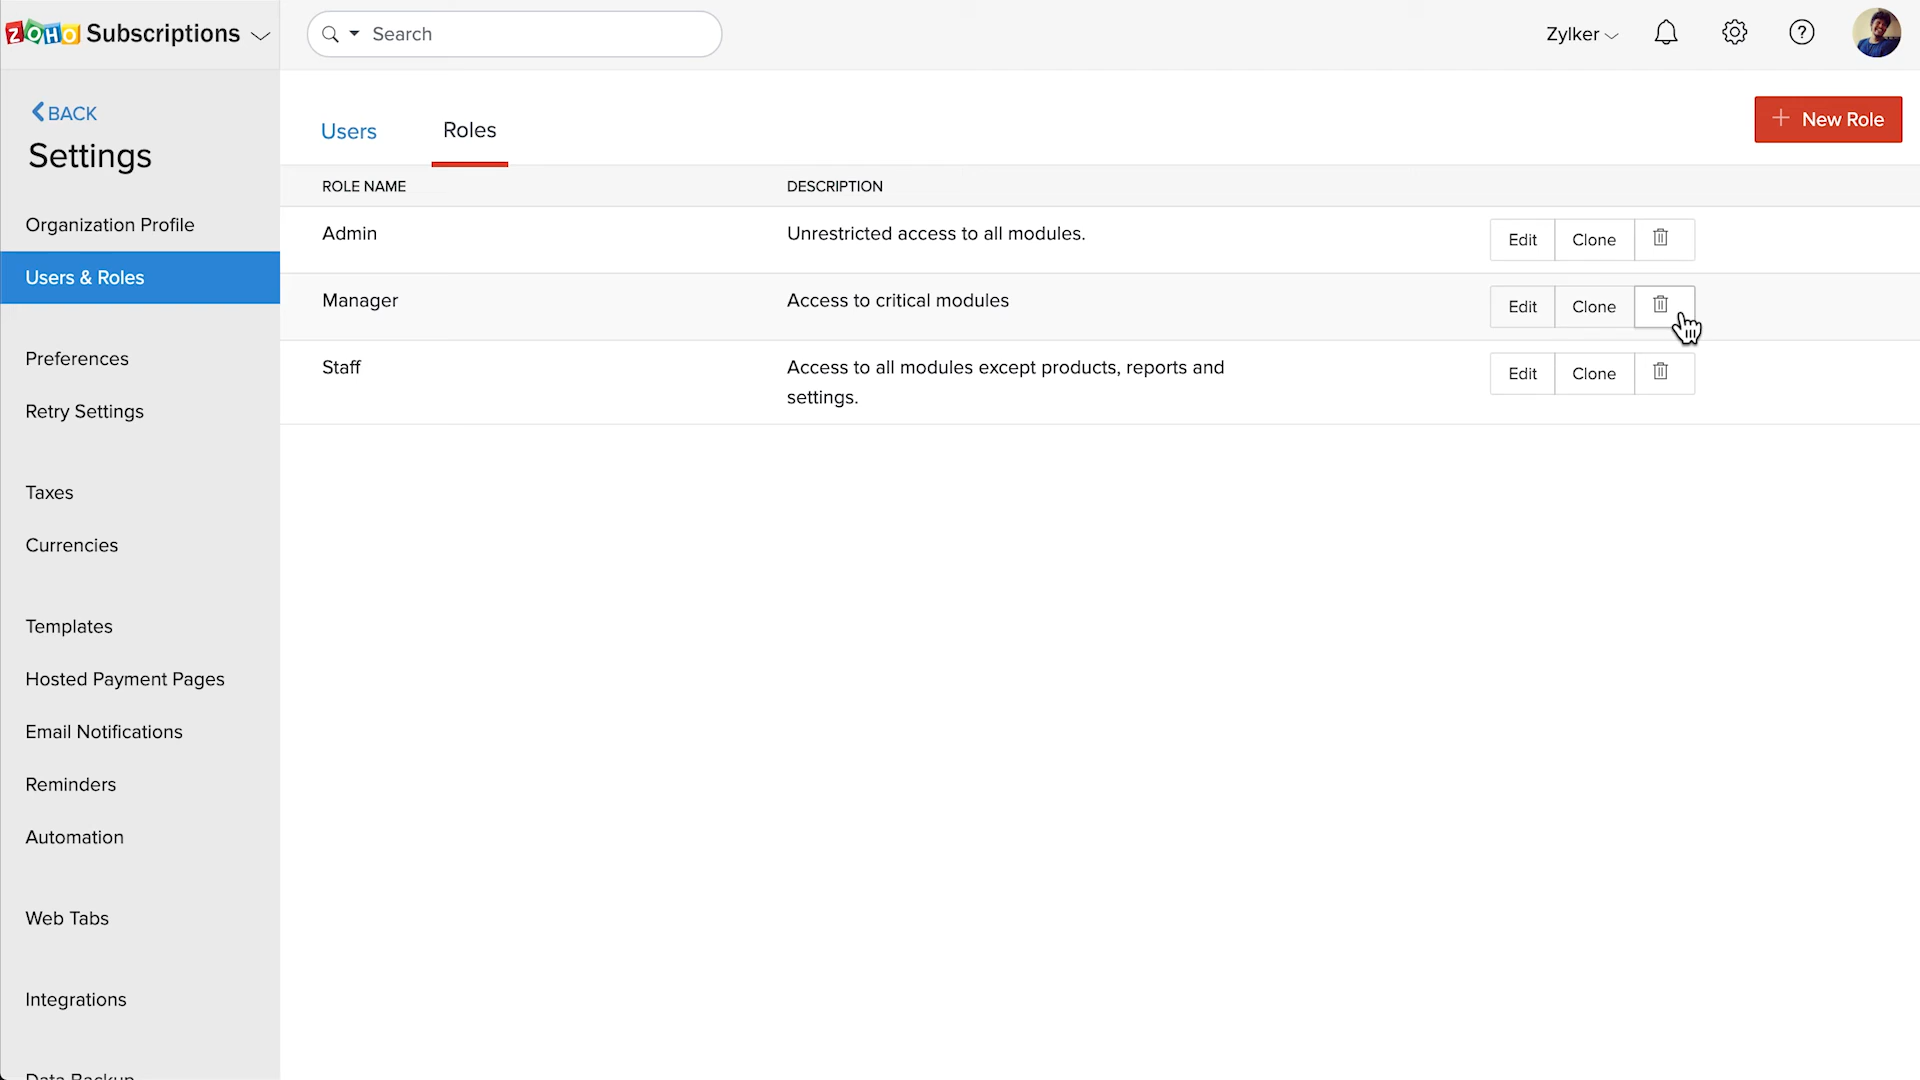 ZOHO Subscriptions
Search
Zylker
BACK
Settings
Organization Profile
Users & Roles
Preferences
Retry Settings
Taxes
Currencies
Templates
Hosted Payment Pages
Email Notifications
Reminders
Automation
Web Tabs
Integrations
Data Backup
Users
Roles
+ New Role
ROLE NAME
DESCRIPTION
Admin
Unrestricted access to all modules.
Edit
Clone
Manager
Access to critical modules
Edit
Clone
Staff
Access to all modules except products, reports and
settings.
Edit
Clone